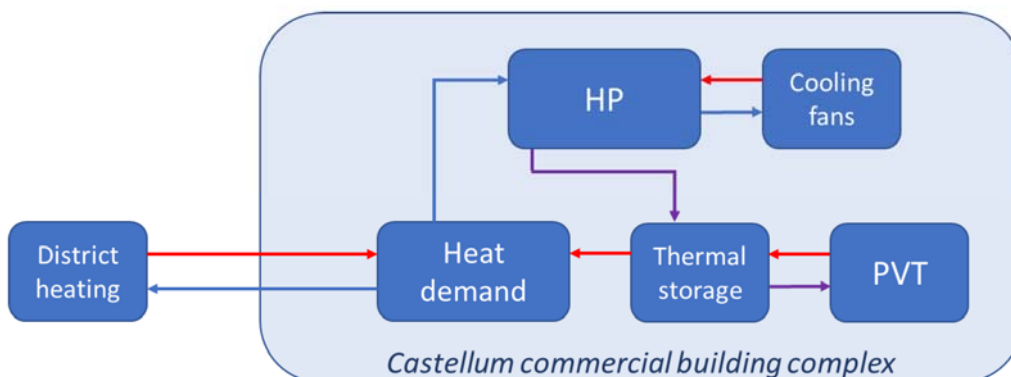 HP
Cooling
fans
District
heating
Heat
demand
Thermal
storage
PVT
Castellum commercial building complex